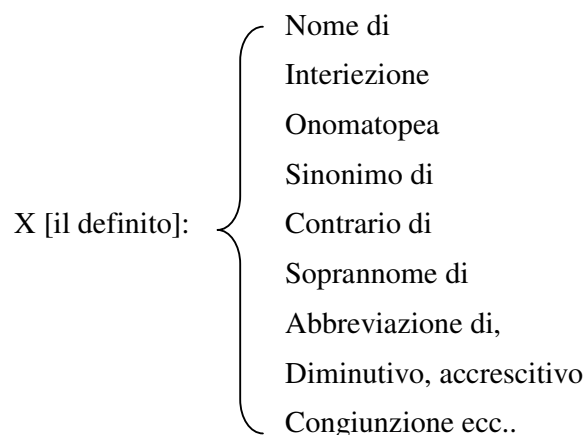 Nome di
Interiezione
Onomatopea
Sinonimo di
X [il definito]: Contrario di
Soprannome di
Abbreviazione di,
Diminutivo, accrescitivo
Congiunzione ecc..